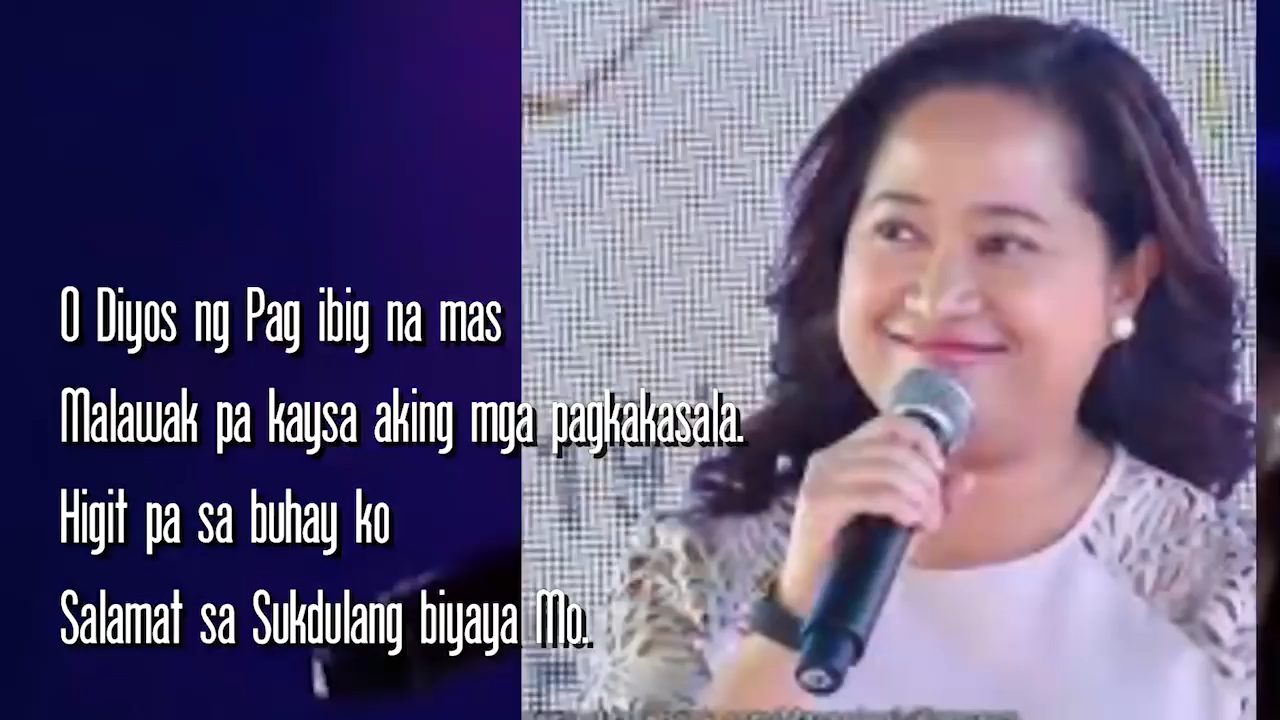 O Diyos ng Pag ibig na mas
Malawak pa kaysa aking mga pagkakasala.
Higit pa sa buhay ko
Salamat sa Sukdulang biyaya Mo.